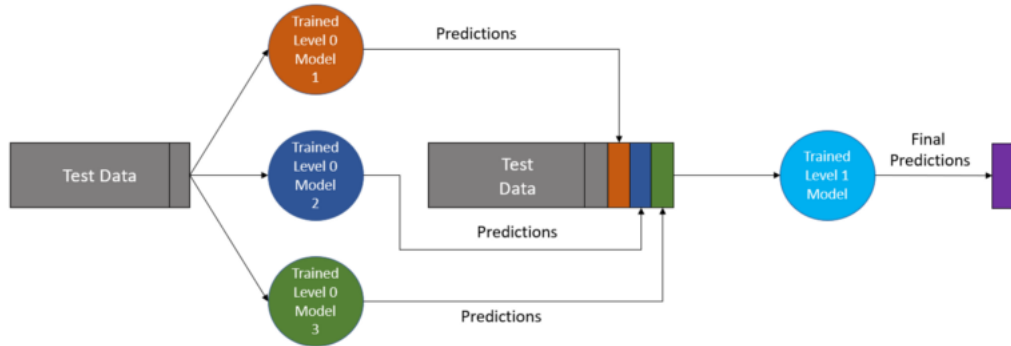 Trained
Level 0
Model
1
Predictions
Test Data
Trained
Level 0
Model
2
Predictions
Test
Data
Trained
Level 1
Model
Final
Predictions
Trained
Level 0
Model
3
Predictions